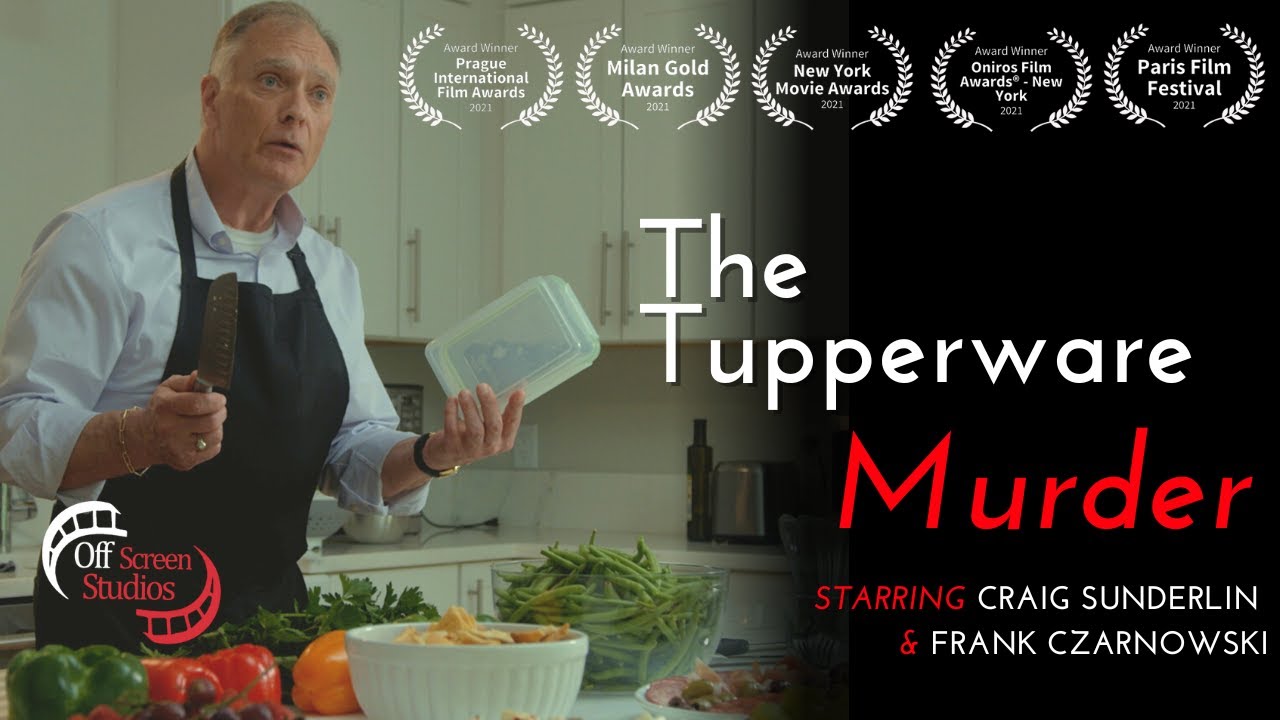 Award Winner
Prague
International
Film Awards
2021
Award Winner
Milan Gold
Awards
2021
Award Winner
New York
Movie Awards
2021
Award Winner
Oniros Film
Awards® - New
York
2021
Award Winner
Paris Film
Festival
2021
The
Tupperware
Murder
STARRING CRAIG SUNDERLIN
& FRANK CZARNOWSKI
Off Screen
Studios